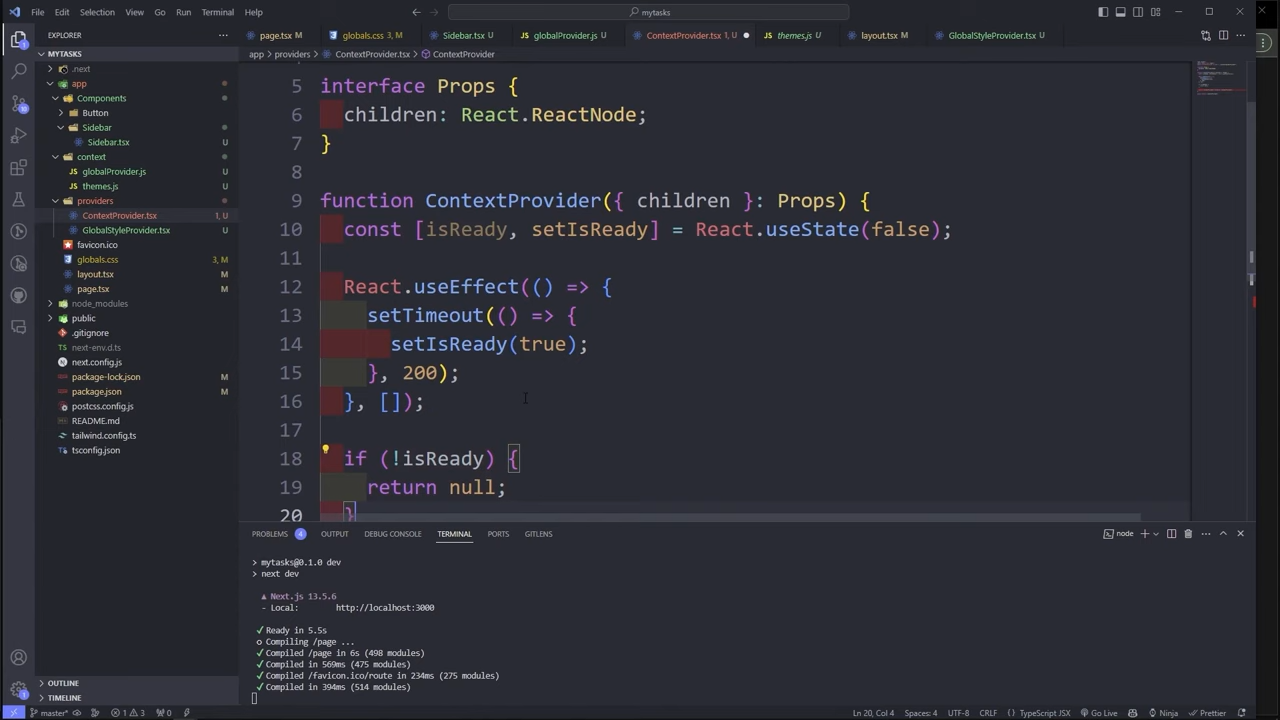 File Edit Selection View Go Run Terminal Help
mytasks
EXPLORER
page.tsx
globals.css 3, M
Sidebar.tsx U
globalProvider.js U
ContextProvider.tsx 1, U
themes.js U
layout.tsx M
GlobalStyleProvider.tsx U
app > providers > ContextProvider.tsx > ContextProvider
MYTASKS
.next
app
Components
Button
Sidebar
Sidebar.tsx U
context
globalProvider.js U
themes.js U
providers
ContextProvider.tsx 1, U
GlobalStyleProvider.tsx U
favicon.ico
globals.css 3, M
layout.tsx M
page.tsx M
node_modules
public
.gitignore
next-env.d.ts
next.config.js
package-lock.json M
package.json M
postcss.config.js
README.md
tailwind.config.ts
tsconfig.json
OUTLINE
TIMELINE
5 interface Props {
6 children: React.ReactNode;
7 }
8
9 function ContextProvider({ children }: Props) {
10 const [isReady, setIsReady] = React.useState(false);
11
12 React.useEffect(() => {
13 setTimeout(() => {
14 setIsReady(true);
15 }, 200);
16 }, []);
17
18 if (!isReady) {
19 return null;
20 }
PROBLEMS 4 OUTPUT DEBUG CONSOLE TERMINAL PORTS GITLENS
node
> mytasks@0.1.0 dev
> next dev
▲ Next.js 13.5.6
- Local: http://localhost:3000
✓ Ready in 5.5s
○ Compiling /page ...
✓ Compiled /page in 6s (498 modules)
✓ Compiled in 569ms (475 modules)
✓ Compiled /favicon.ico/route in 234ms (275 modules)
✓ Compiled in 394ms (514 modules)
master* 1 3 0 Ln 20, Col 4 Spaces: 4 UTF-8 CRLF {} TypeScript JSX Go Live Ninja Prettier